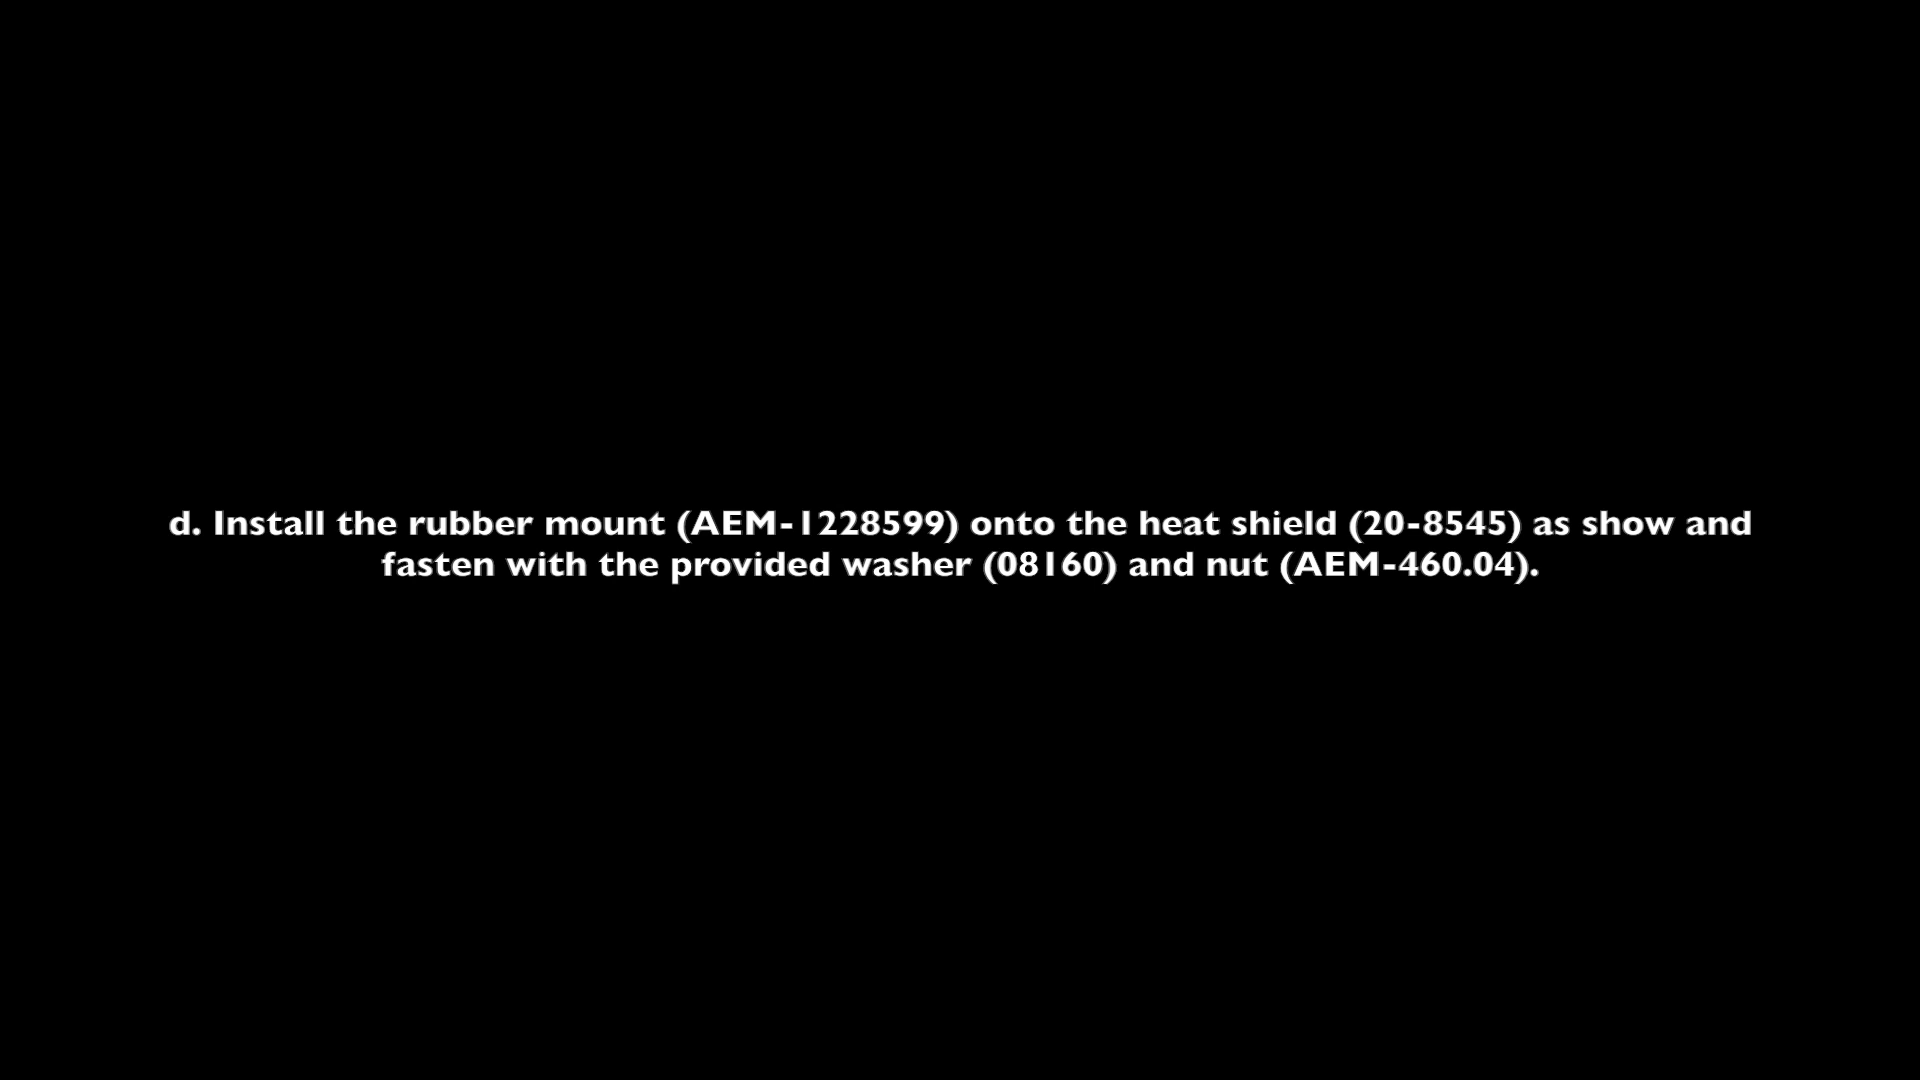 d. Install the rubber mount (AEM-1228599) onto the heat shield (20-8545) as show and
fasten with the provided washer (08160) and nut (AEM-460.04).